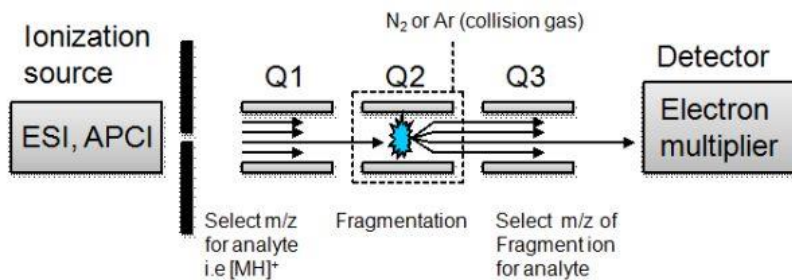 N2 or Ar (collision gas)
Ionization
source
Q1
Q2
Q3
Detector
ESI, APCI
Electron
multiplier
Select m/z
for analyte
i.e [MH]+
Fragmentation
Select m/z of
Fragment ion
for analyte